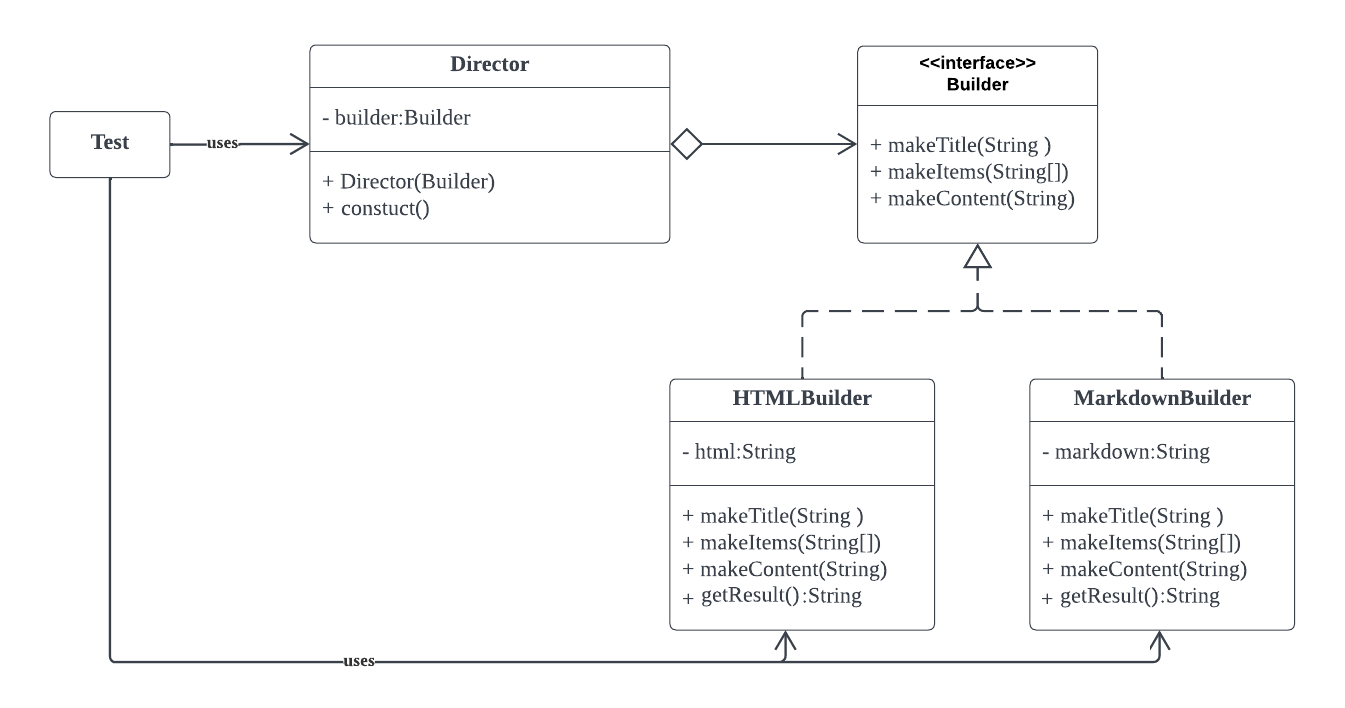 Test
uses
Director
- builder:Builder
+ Director(Builder)
+ constuct()
<<interface>>
Builder
+ makeTitle(String )
+ makeItems(String[])
+ makeContent(String)
HTMLBuilder
- html:String
+ makeTitle(String )
+ makeItems(String[])
+ makeContent(String)
+ getResult():String
MarkdownBuilder
- markdown:String
+ makeTitle(String )
+ makeItems(String[])
+ makeContent(String)
+ getResult():String
uses